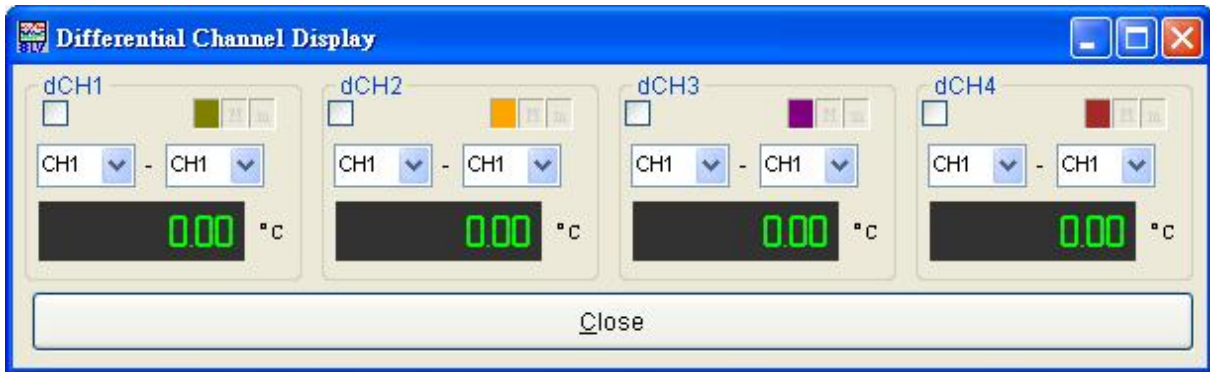 Differential Channel Display
dCH1 dCH2 dCH3 dCH4
M m M m M m M m
CH1 - CH1 CH1 - CH1 CH1 - CH1 CH1 - CH1
0.00 °c 0.00 °c 0.00 °c 0.00 °c
Close